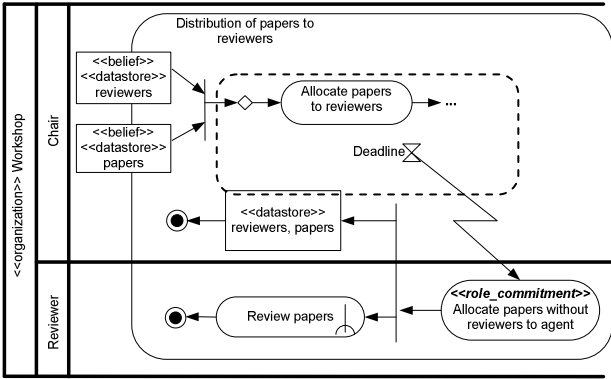 Distribution of papers to
reviewers
<<belief>>
<<datastore>>
reviewers
<<belief>>
<<datastore>>
papers
Allocate papers
to reviewers
...
Deadline
<<datastore>>
reviewers, papers
<<role_commitment>>
Allocate papers without
reviewers to agent
Review papers
<<organization>> Workshop
Chair
Reviewer